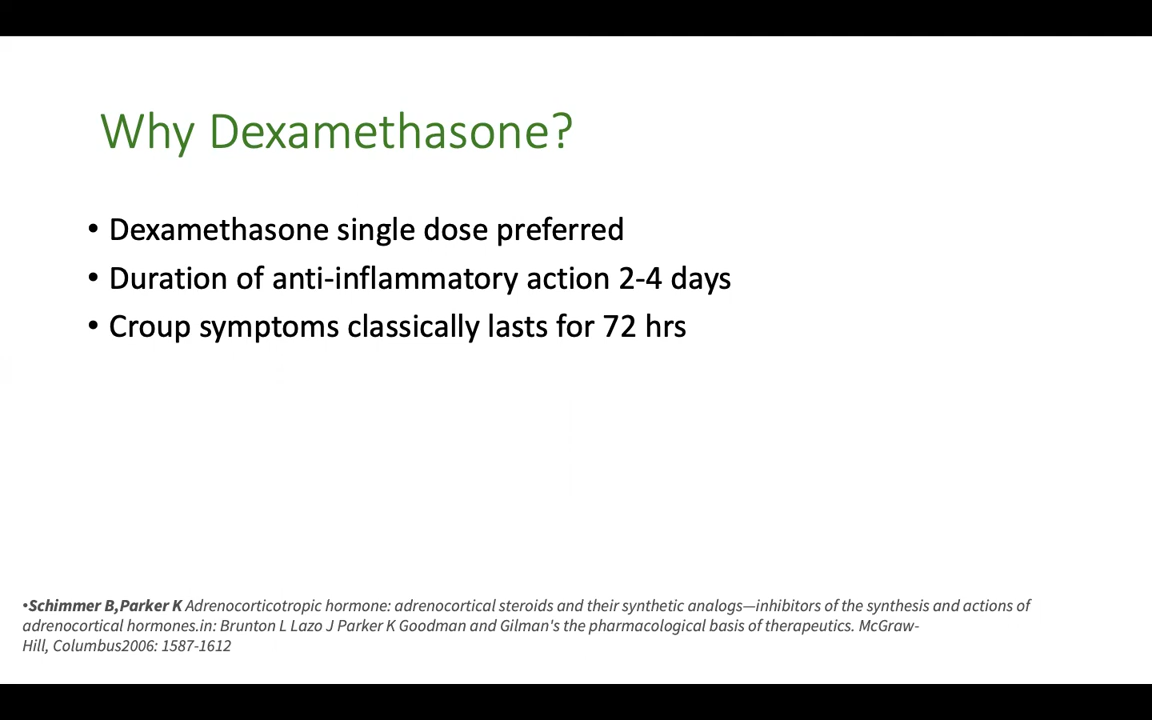 Why Dexamethasone?
• Dexamethasone single dose preferred
• Duration of anti-inflammatory action 2-4 days
• Croup symptoms classically lasts for 72 hrs
•Schimmer B,Parker K Adrenocorticotropic hormone: adrenocortical steroids and their synthetic analogs—inhibitors of the synthesis and actions of
adrenocortical hormones.in: Brunton L Lazo J Parker K Goodman and Gilman's the pharmacological basis of therapeutics. McGraw-
Hill, Columbus2006: 1587-1612